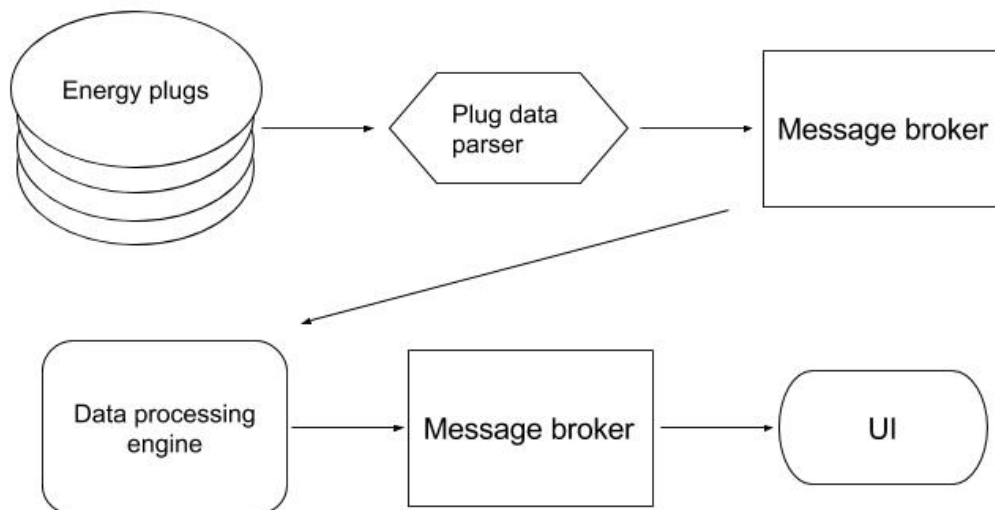 Energy plugs
Plug data
parser
Message broker
Data processing
engine
Message broker
UI